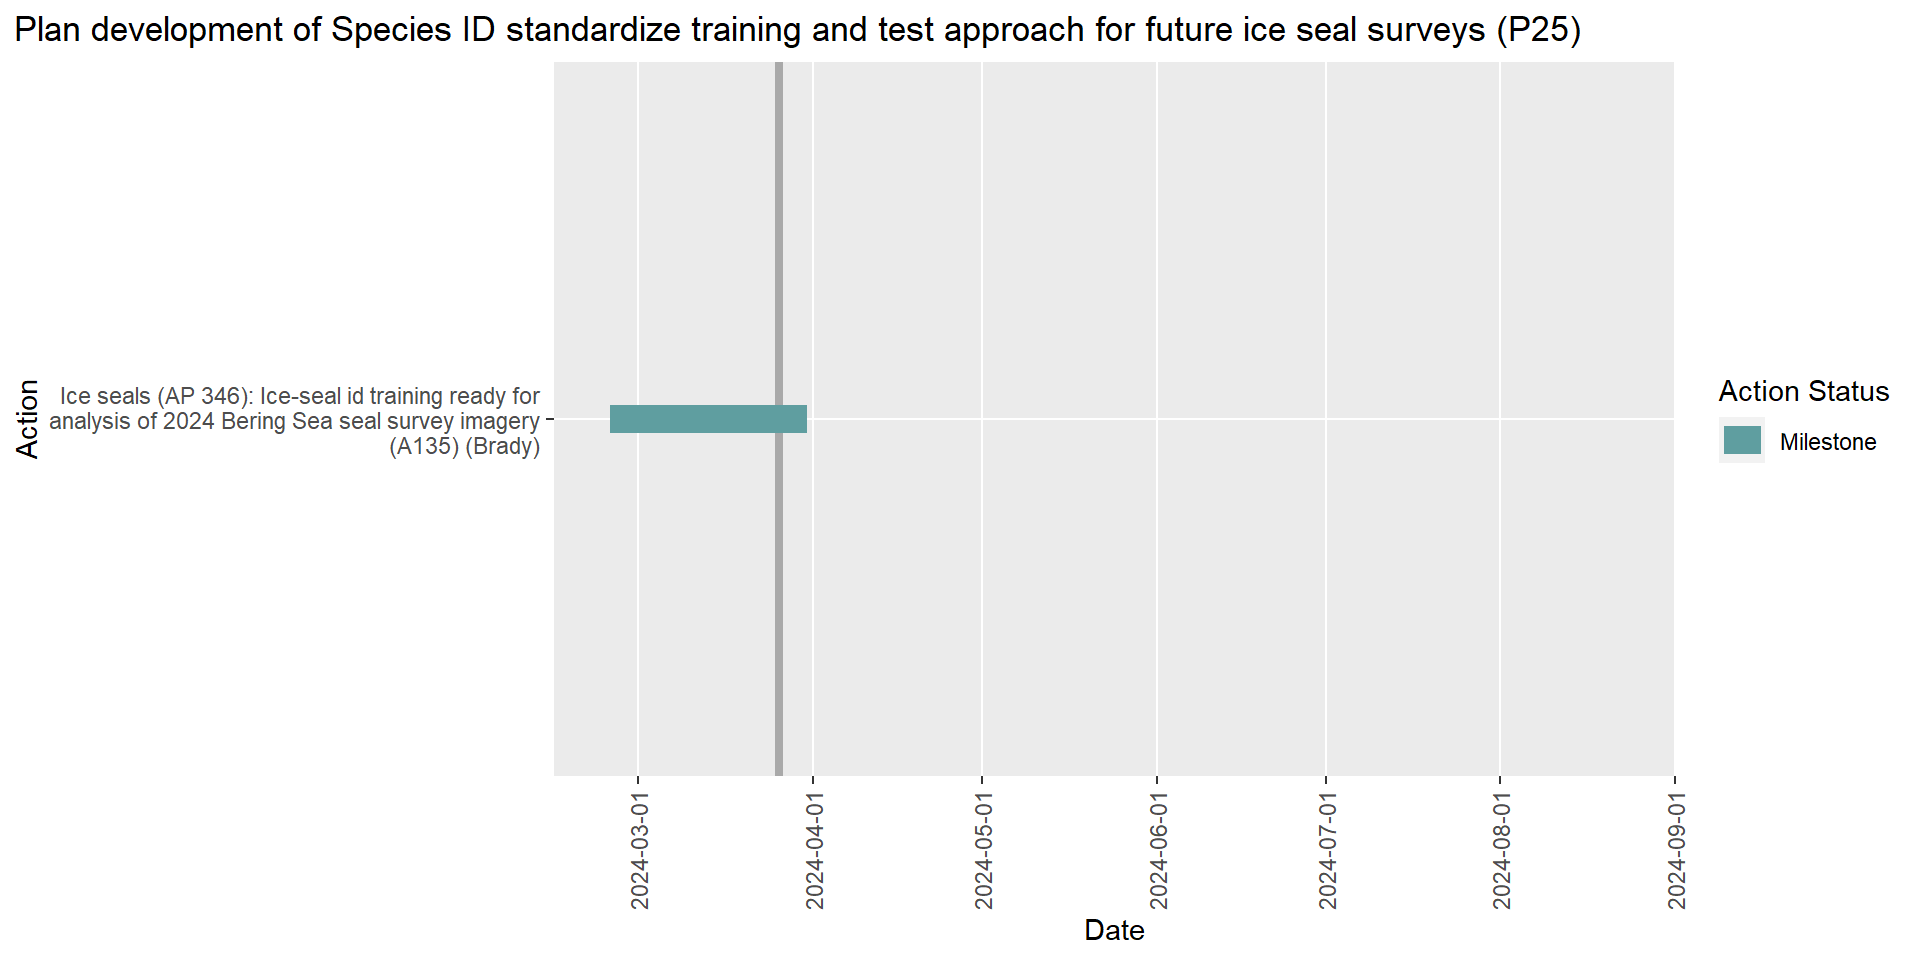 Plan development of Species ID standardize training and test approach for future ice seal surveys (P25)
Action
Ice seals (AP 346): Ice-seal id training ready for
analysis of 2024 Bering Sea seal survey imagery
(A135) (Brady)
Action Status
Milestone
2024-03-01
2024-04-01
2024-05-01
2024-06-01
2024-07-01
2024-08-01
2024-09-01
Date